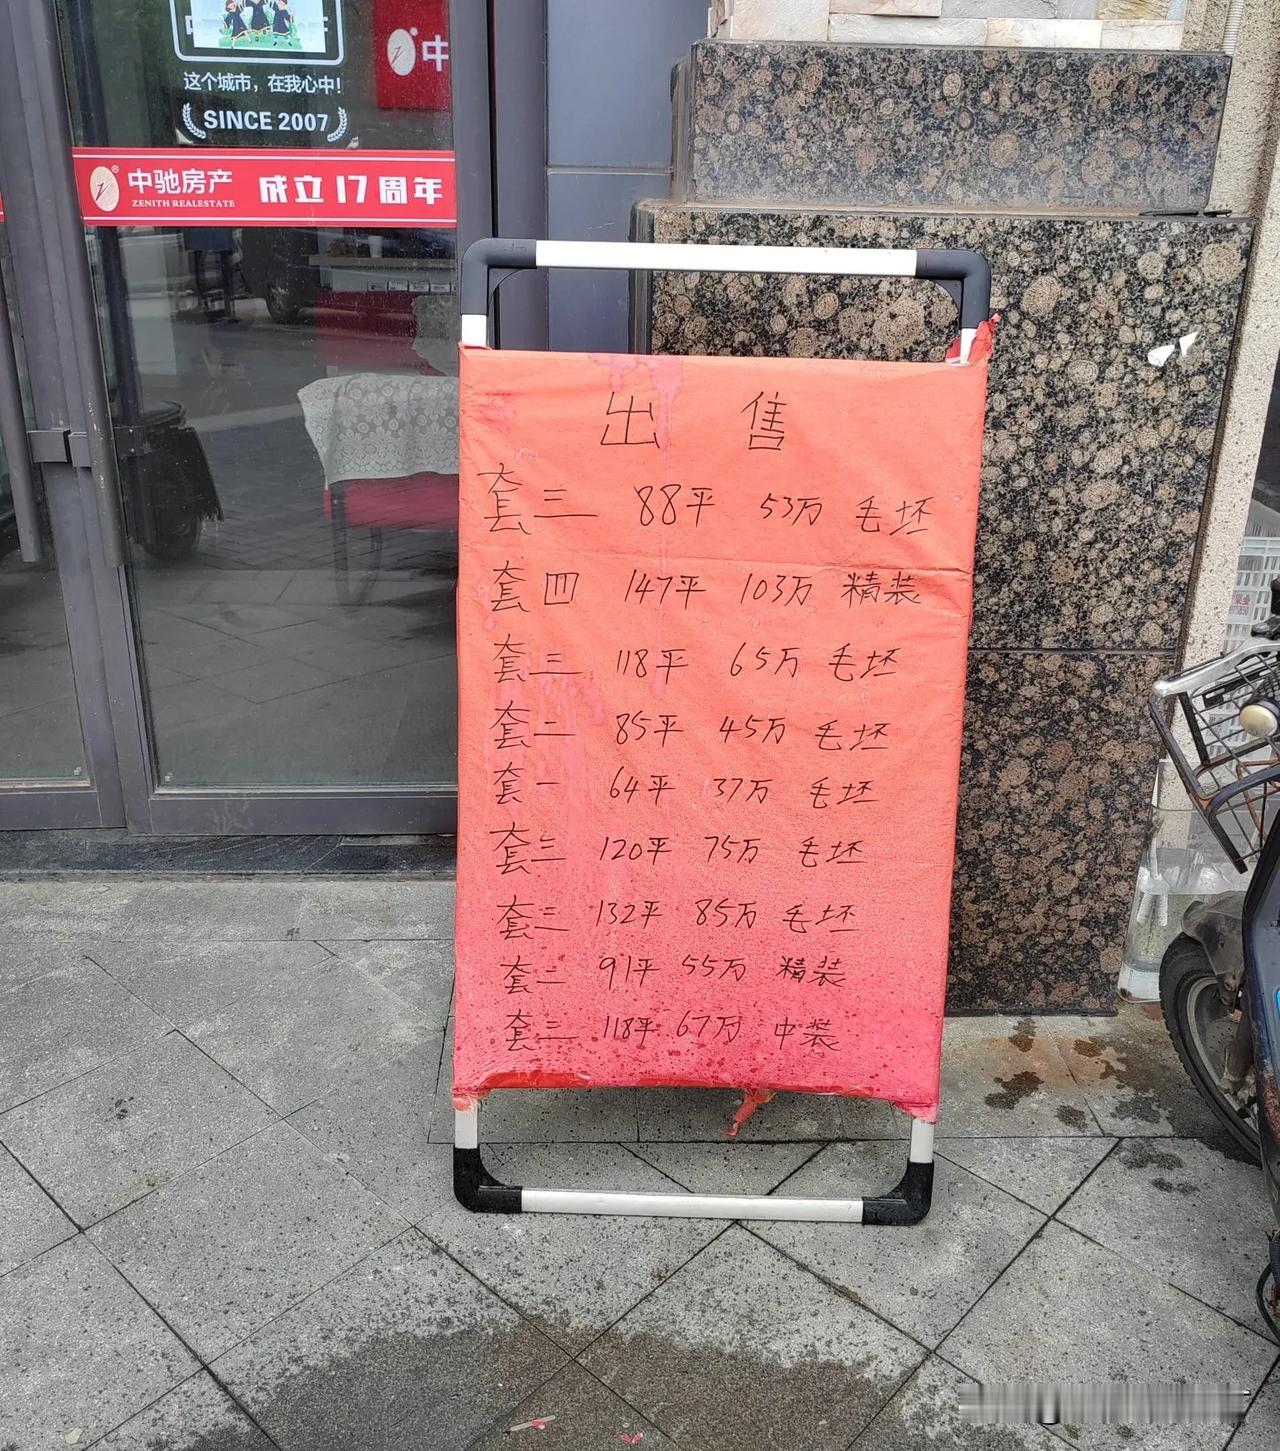 这个城市，在我心中！
SINCE 2007
中
中驰房产
ZENITH REALESTATE
成立17周年
出 售
套三 88平 53万 毛坯
套四 147平 103万 精装
套三 118平 65万 毛坯
套二 85平 45万 毛坯
套一 64平 37万 毛坯
套三 120平 75万 毛坯
套三 132平 85万 毛坯
套二 91平 55万 精装
套三 118平 67万 中装